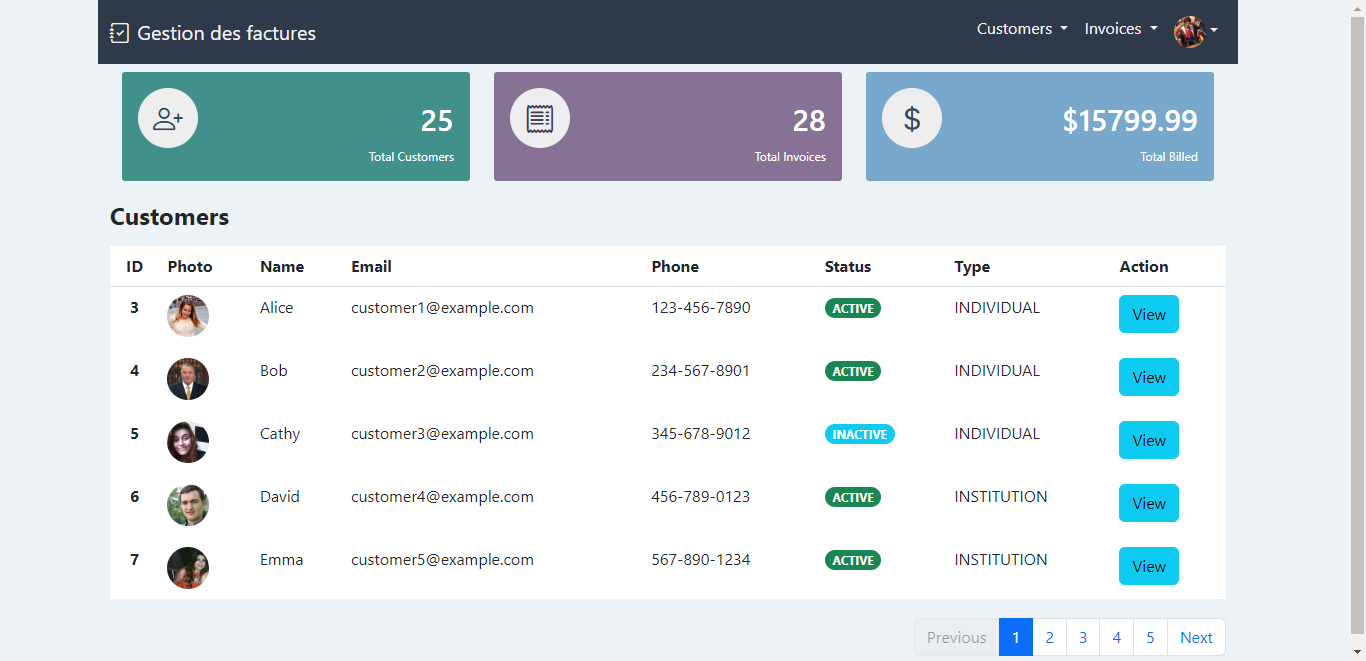 Gestion des factures Customers Invoices
25
Total Customers
28
Total Invoices
$
$15799.99
Total Billed
Customers
ID Photo Name Email Phone Status Type Action
3 Alice customer1@example.com 123-456-7890 ACTIVE INDIVIDUAL View
4 Bob customer2@example.com 234-567-8901 ACTIVE INDIVIDUAL View
5 Cathy customer3@example.com 345-678-9012 INACTIVE INDIVIDUAL View
6 David customer4@example.com 456-789-0123 ACTIVE INSTITUTION View
7 Emma customer5@example.com 567-890-1234 ACTIVE INSTITUTION View
Previous 1 2 3 4 5 Next